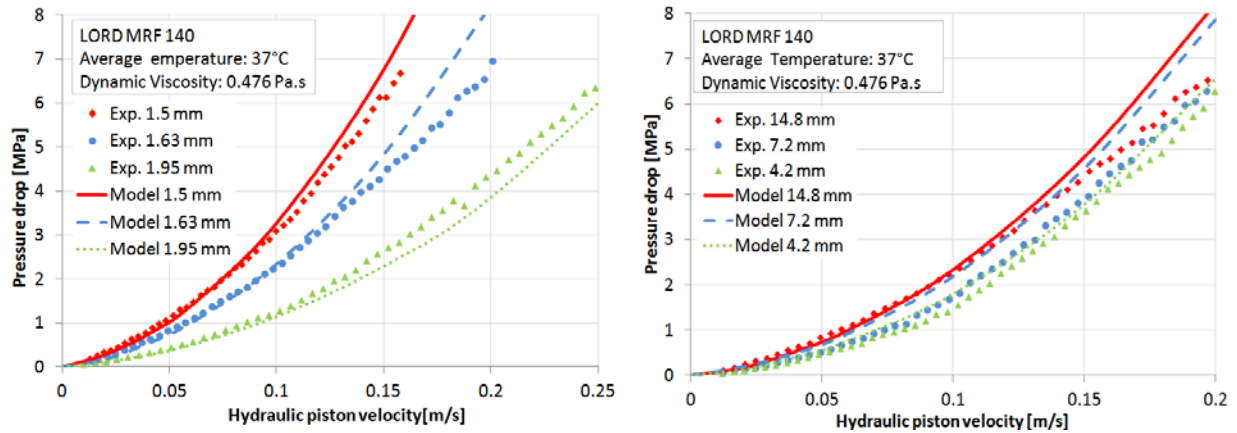 8
7
6
5
4
3
2
1
0
Pressure drop [MPa]
LORD MRF 140
Average emperature: 37°C
Dynamic Viscosity: 0.476 Pa.s
Exp. 1.5 mm
Exp. 1.63 mm
Exp. 1.95 mm
Model 1.5 mm
Model 1.63 mm
Model 1.95 mm
0 0.05 0.1 0.15 0.2 0.25
Hydraulic piston velocity[m/s]
8
7
6
5
4
3
2
1
0
Pressure drop [MPa]
LORD MRF 140
Average Temperature: 37°C
Dynamic Viscosity: 0.476 Pa.s
Exp. 14.8 mm
Exp. 7.2 mm
Exp. 4.2 mm
Model 14.8 mm
Model 7.2 mm
Model 4.2 mm
0 0.05 0.1 0.15 0.2
Hydraulic piston velocity[m/s]